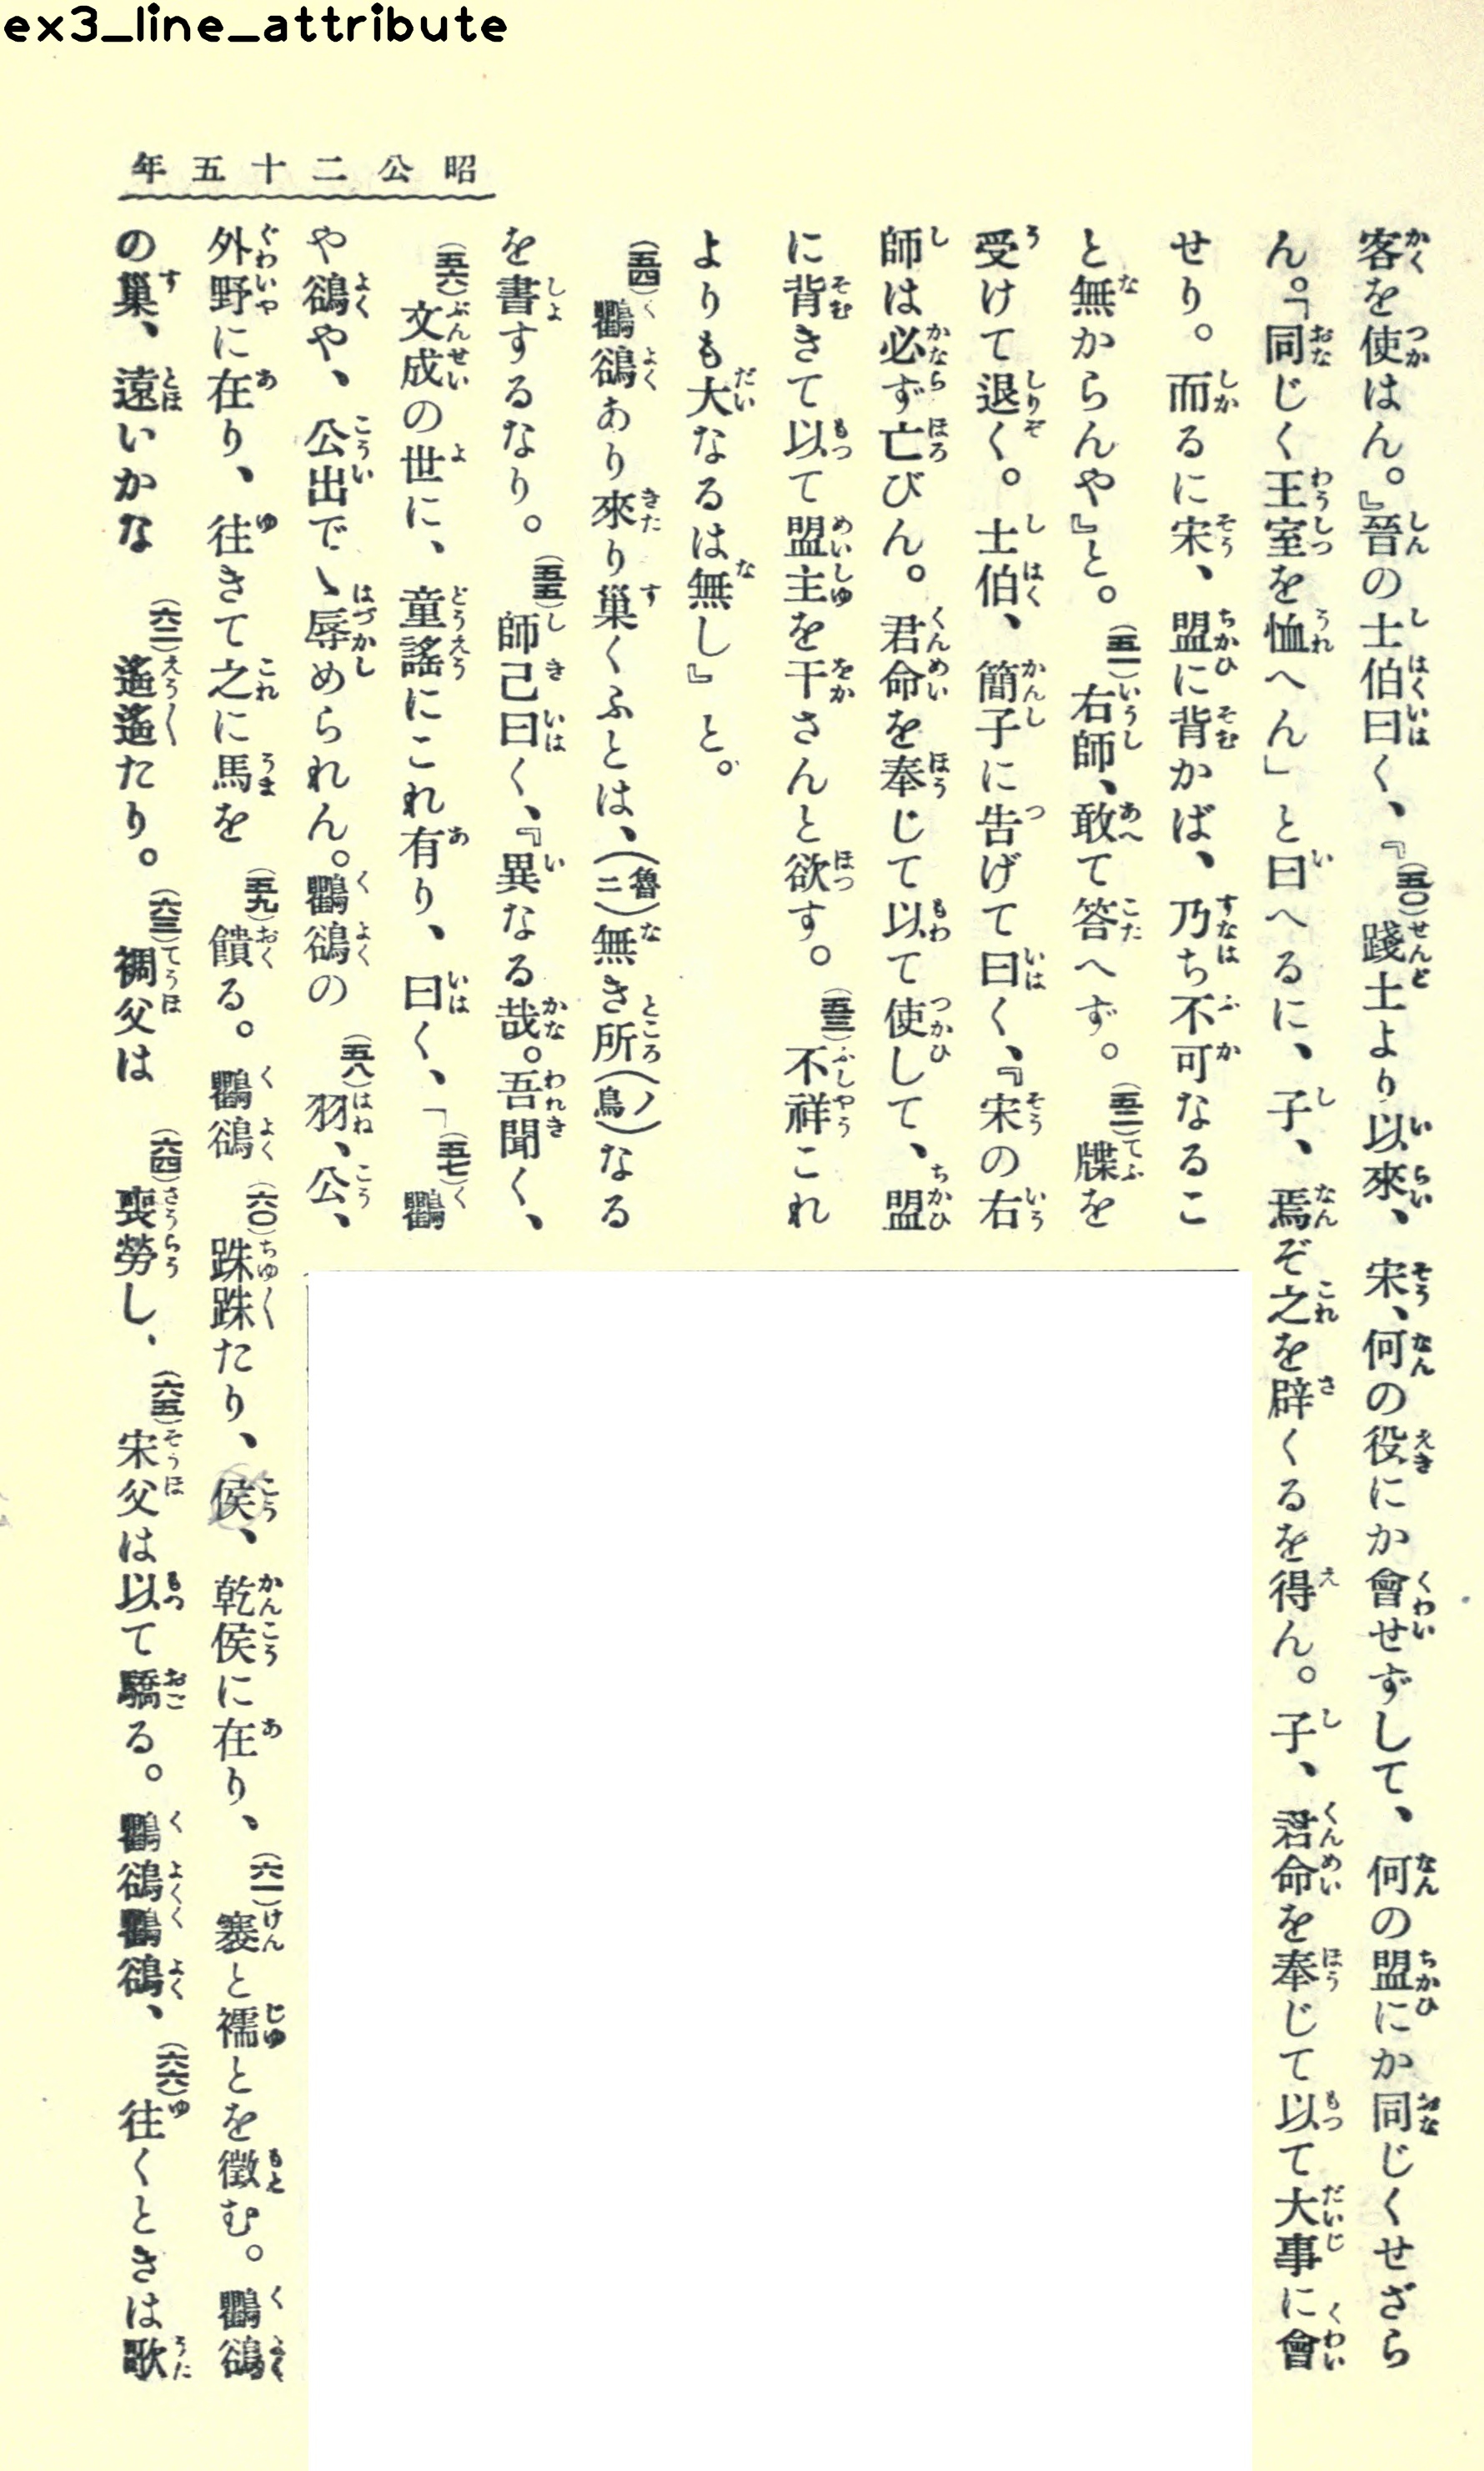 ex3_line_attribute
昭公二十五年
客を使はん。』晉の士伯曰く、『(五〇)踐土より以來、宋、何の役にか會せずして、何の盟にか同じくせざら
ん。「同じく王室を恤へん」と曰へるに、子、焉ぞ之を辟くるを得ん。子、君命を奉じて以て大事に會
せり。而るに宋、盟に背かば、乃ち不可なるこ
と無からんや』と。(五一)右師、敢て答へず。(五二)牒を
受けて退く。士伯、簡子に告げて曰く、『宋の右
師は必ず亡びん。君命を奉じて以て使して、盟
に背きて以て盟主を干さんと欲す。(五三)不祥これ
よりも大なるは無し』と。
(五四)鸜鵒あり來り巢くふとは、(魯ニ)無き所(ノ鳥)なる
を書するなり。(五五)師己曰く、『異なる哉。吾聞く、
(五六)文成の世に、童謠にこれ有り、曰く、「(五七)鸜
や鵒や、公出でゝ辱められん。鸜鵒の(五八)羽、公、
外野に在り、往きて之に馬を(五九)饋る。鸜鵒(六〇)跦跦たり、侯、乾侯に在り、(六一)褰と襦とを徵む。鸜鵒
の巢、遠いかな(六二)遙遙たり。(六三)裯父は(六四)喪勞し、(六五)宋父は以て驕る。鸜鵒鸜鵒、(六六)往くときは歌